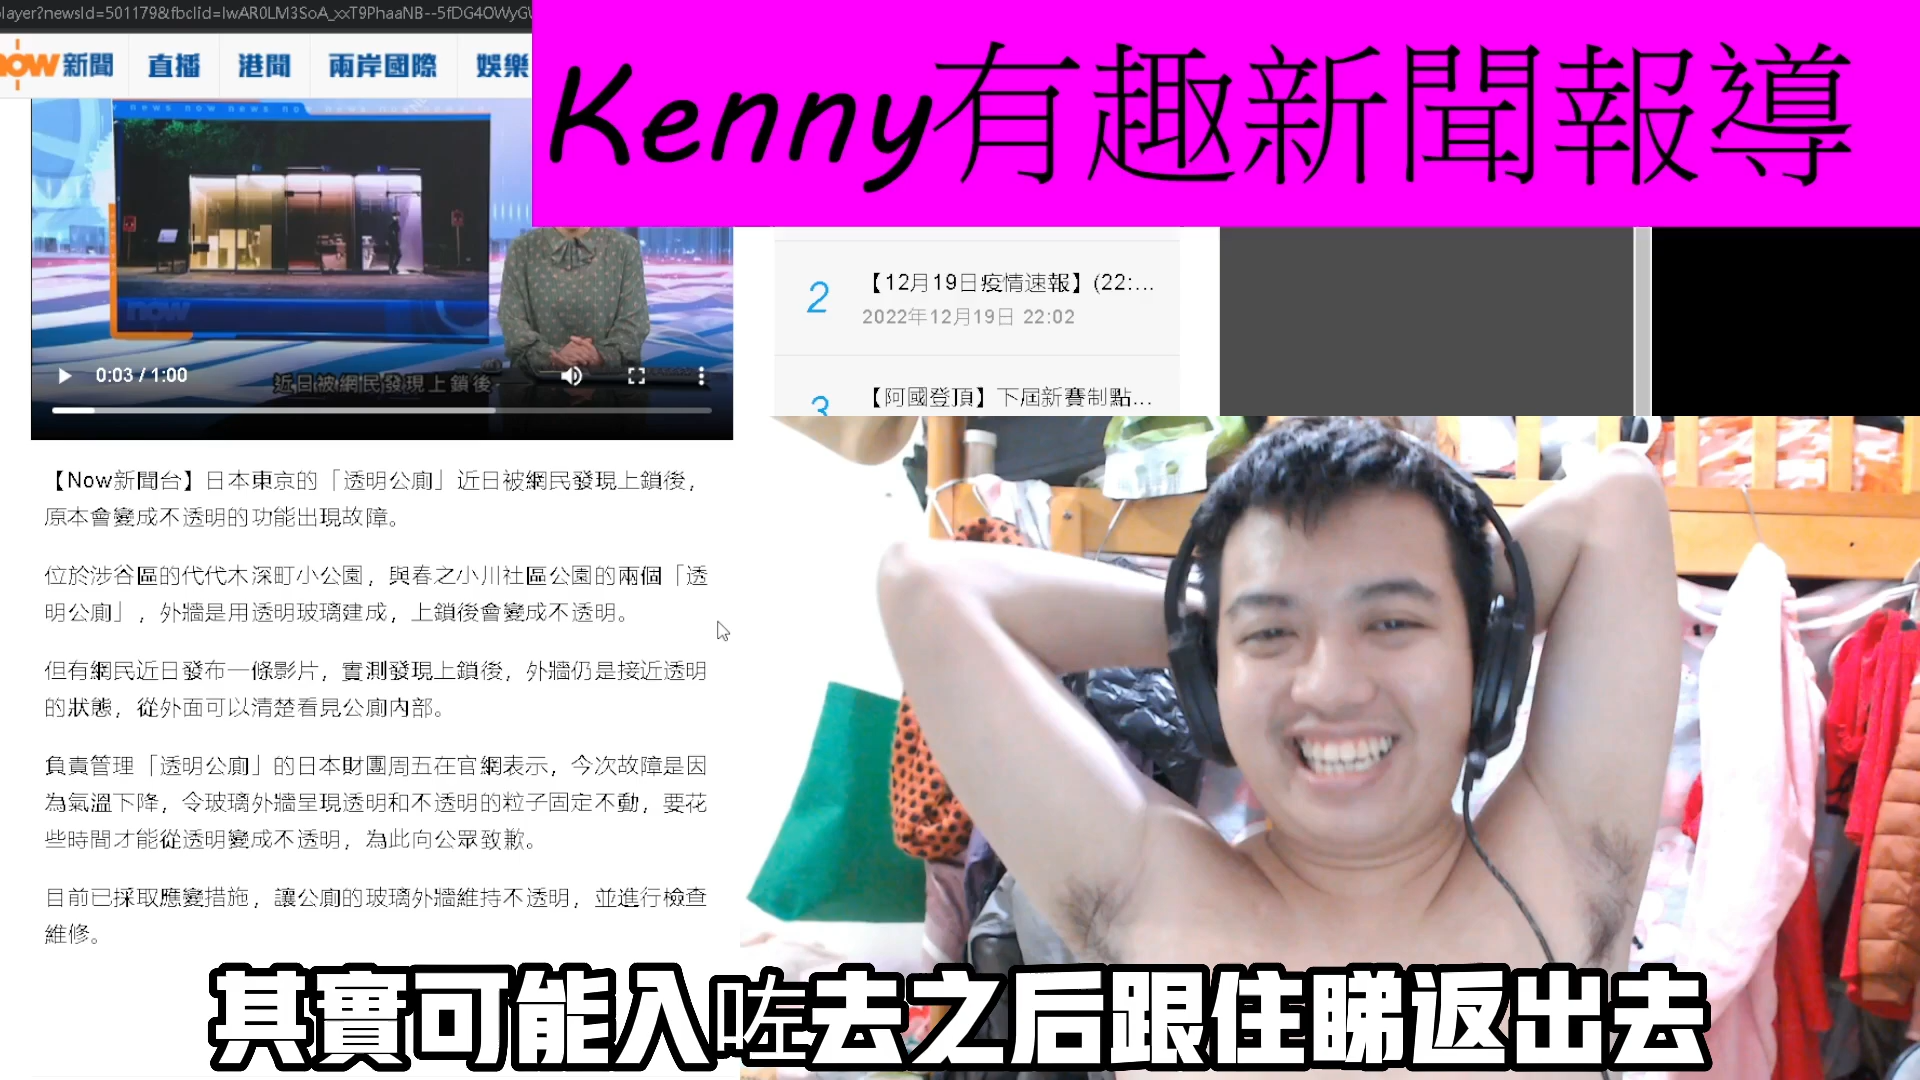 layer?newsId=501179&fbclid=IwAR0LM3SoA_xxT9PhaaNB--5fDG4OWyG
now新聞 直播 港聞 兩岸國際 娛樂
Kenny有趣新聞報導
now
0:03 / 1:00
近日被網民發現上鎖後
2 【12月19日疫情速報】(22:...
2022年12月19日 22:02
3 【阿國登頂】下屆新賽制點...
【Now新聞台】日本東京的「透明公廁」近日被網民發現上鎖後，
原本會變成不透明的功能出現故障。
位於涉谷區的代代木深町小公園，與春之小川社區公園的兩個「透
明公廁」，外牆是用透明玻璃建成，上鎖後會變成不透明。
但有網民近日發布一條影片，實測發現上鎖後，外牆仍是接近透明
的狀態，從外面可以清楚看見公廁內部。
負責管理「透明公廁」的日本財團周五在官網表示，今次故障是因
為氣溫下降，令玻璃外牆呈現透明和不透明的粒子固定不動，要花
些時間才能從透明變成不透明，為此向公眾致歉。
目前已採取應變措施，讓公廁的玻璃外牆維持不透明，並進行檢查
維修。
其實可能入咗去之后跟住睇返出去